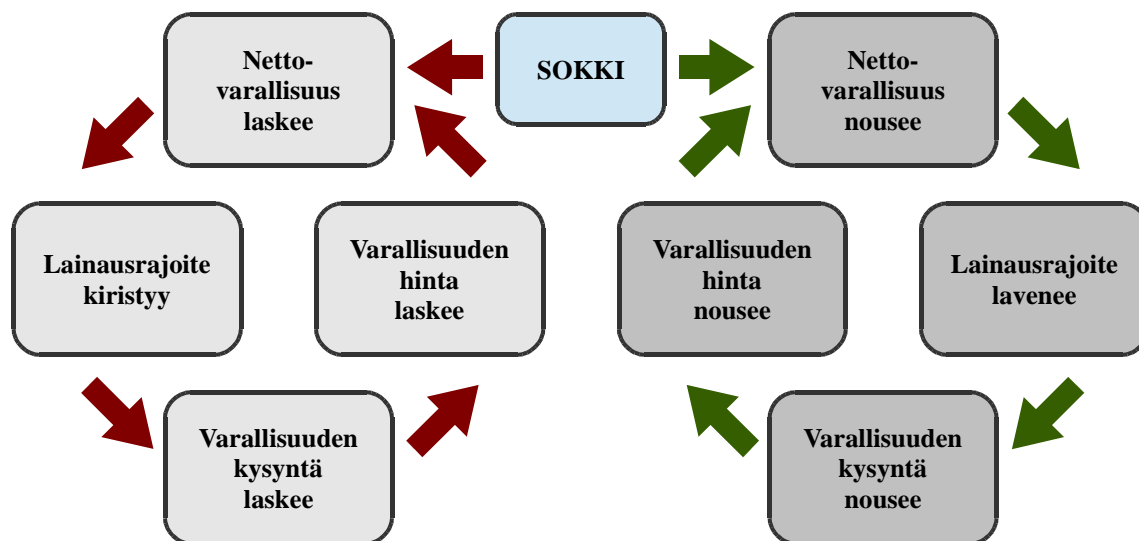 Netto-
varallisuus
laskee
SOKKI
Netto-
varallisuus
nousee
Lainausrajoite
kiristyy
Varallisuuden
hinta
laskee
Varallisuuden
hinta
nousee
Lainausrajoite
lavenee
Varallisuuden
kysyntä
laskee
Varallisuuden
kysyntä
nousee